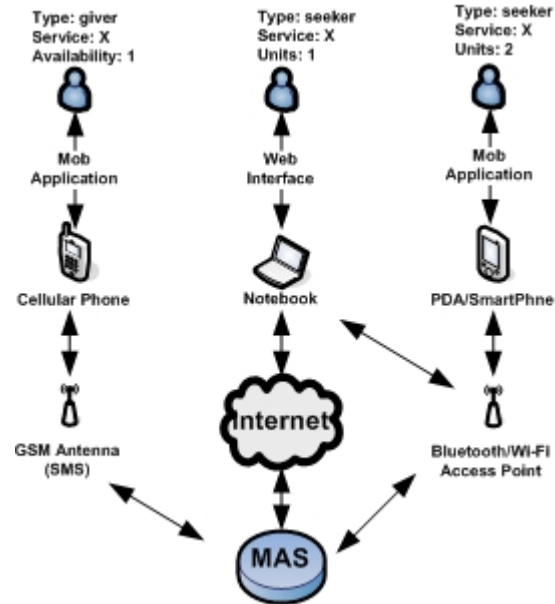 Type: giver
Service: X
Availability: 1
Type: seeker
Service: X
Units: 1
Type: seeker
Service: X
Units: 2
Mob
Application
Web
Interface
Mob
Application
Cellular Phone
Notebook
PDA/SmartPhne
Internet
GSM Antenna
(SMS)
Bluetooth/Wi-Fi
Access Point
MAS